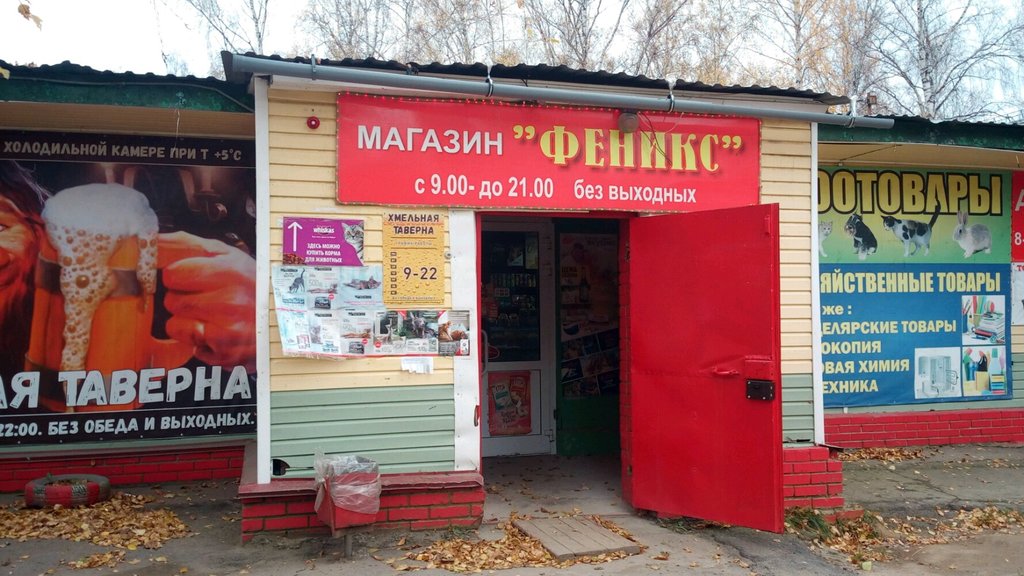 ХОЛОДИЛЬНОЙ КАМЕРЕ ПРИ Т +5°С
АЯ ТАВЕРНА
22:00. БЕЗ ОБЕДА И ВЫХОДНЫХ.
МАГАЗИН "ФЕНИКС"
с 9.00- до 21.00 без выходных
whiskas
ЗДЕСЬ МОЖНО
КУПИТЬ КОРМ
ДЛЯ ЖИВОТНЫХ
ХМЕЛЬНАЯ
ТАВЕРНА
9-22
ООТОВАРЫ
ЯЙСТВЕННЫЕ ТОВАРЫ
же :
ЕЛЯРСКИЕ ТОВАРЫ
ОКОПИЯ
ОВАЯ ХИМИЯ
ЕХНИКА